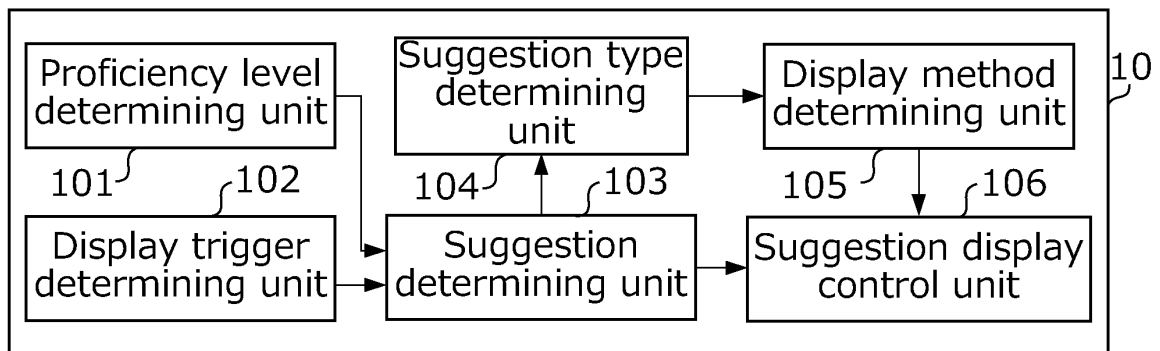 Proficiency level
determining unit
101
102
Display trigger
determining unit
Suggestion type
determining
unit
104
103
Suggestion
determining unit
Display method
determining unit
105
106
Suggestion display
control unit
10